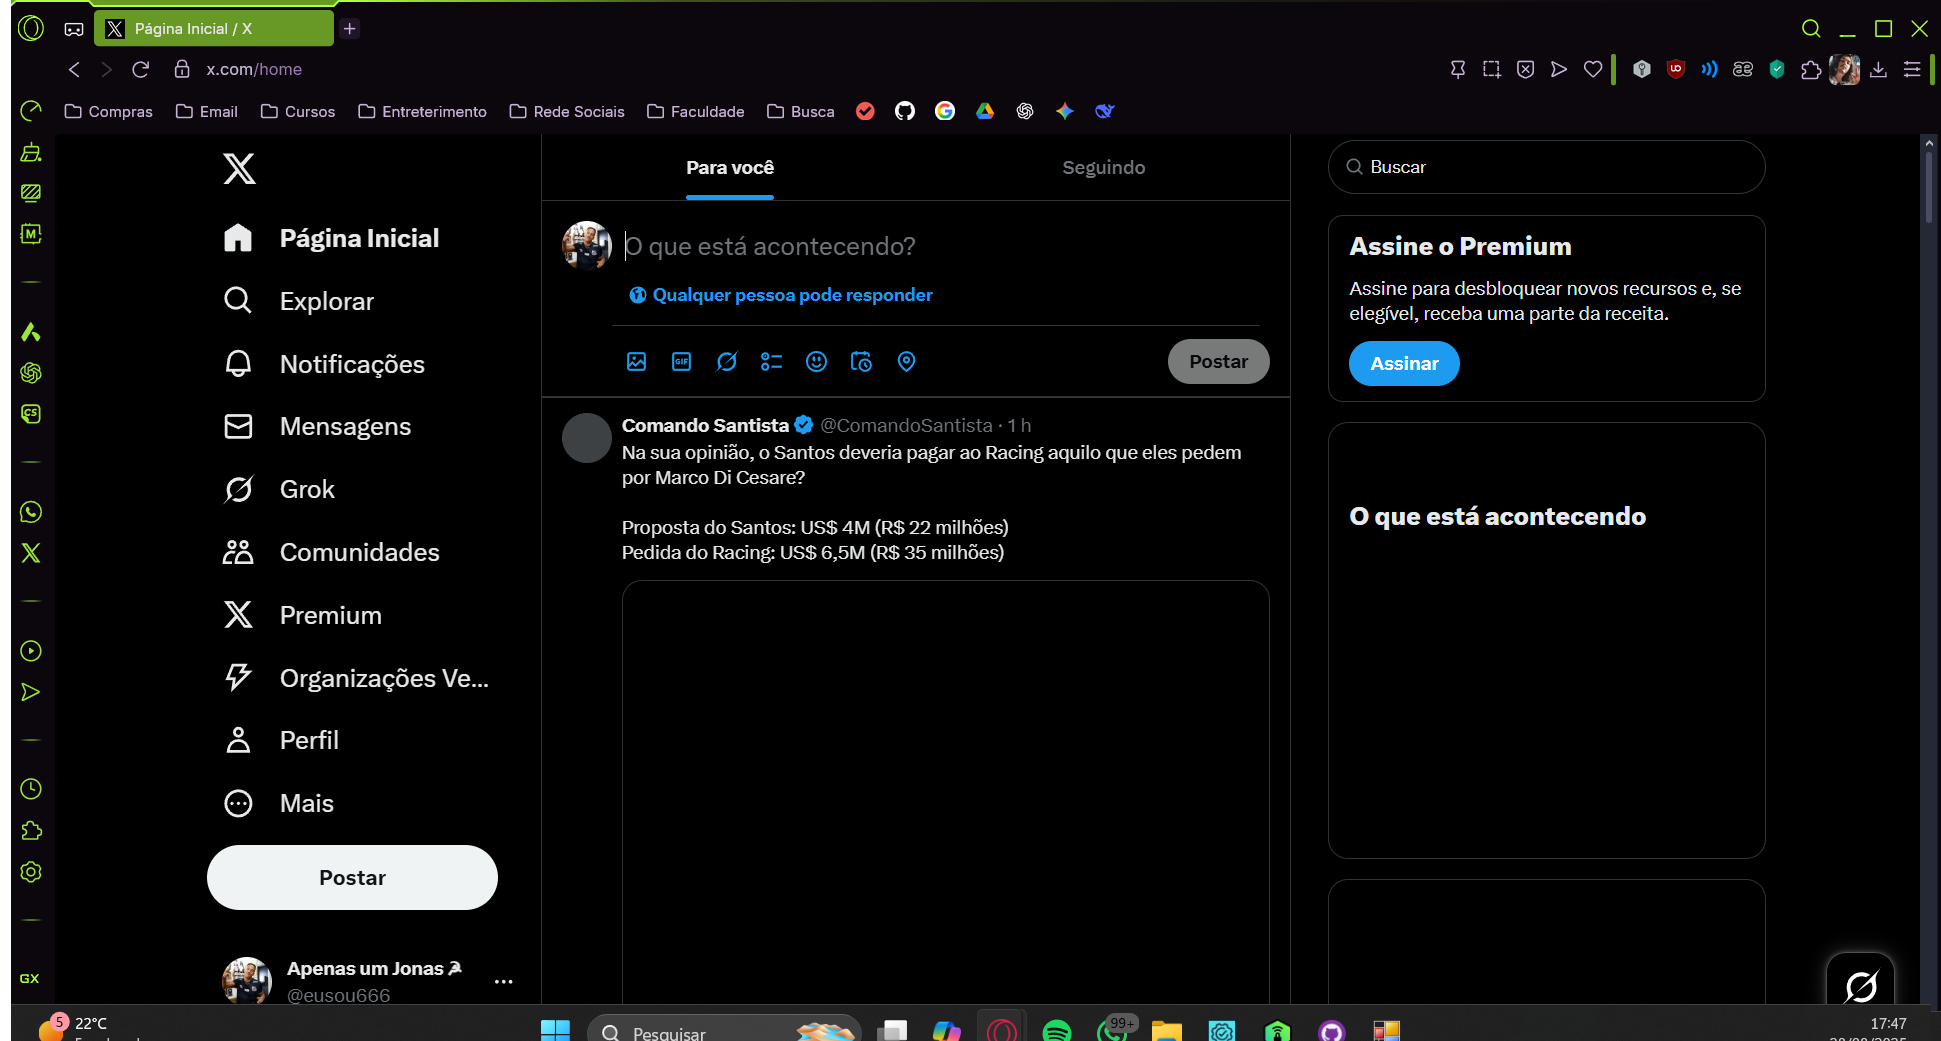 Página Inicial / X
x.com/home
Compras
Email
Cursos
Entreterimento
Rede Sociais
Faculdade
Busca
Página Inicial
Explorar
Notificações
Mensagens
Grok
Comunidades
Premium
Organizações Ve...
Perfil
Mais
Postar
Apenas um Jonas
@eusou666
Para você
Seguindo
O que está acontecendo?
Qualquer pessoa pode responder
GIF
Postar
Comando Santista @ComandoSantista · 1 h
Na sua opinião, o Santos deveria pagar ao Racing aquilo que eles pedem
por Marco Di Cesare?
Proposta do Santos: US$ 4M (R$ 22 milhões)
Pedida do Racing: US$ 6,5M (R$ 35 milhões)
Buscar
Assine o Premium
Assine para desbloquear novos recursos e, se
elegível, receba uma parte da receita.
Assinar
O que está acontecendo
M
CS
GX
5
22°C
Pesquisar
99+
17:47